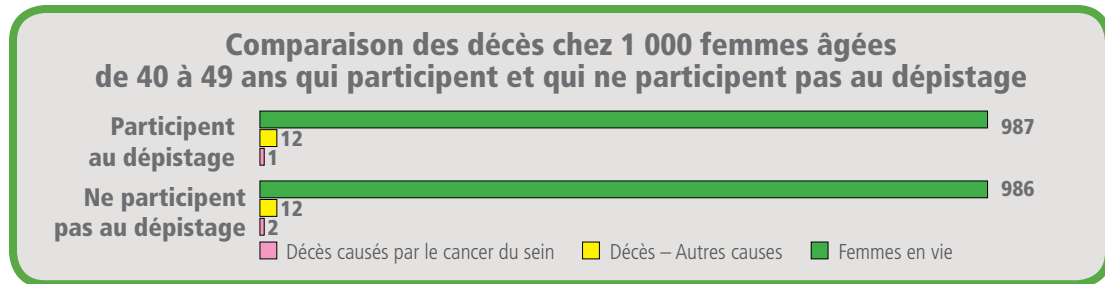 Comparaison des décès chez 1 000 femmes âgées
de 40 à 49 ans qui participent et qui ne participent pas au dépistage
Participent
au dépistage
987
12
1
Ne participent
pas au dépistage
986
12
2
Décès causés par le cancer du sein
Décès – Autres causes
Femmes en vie